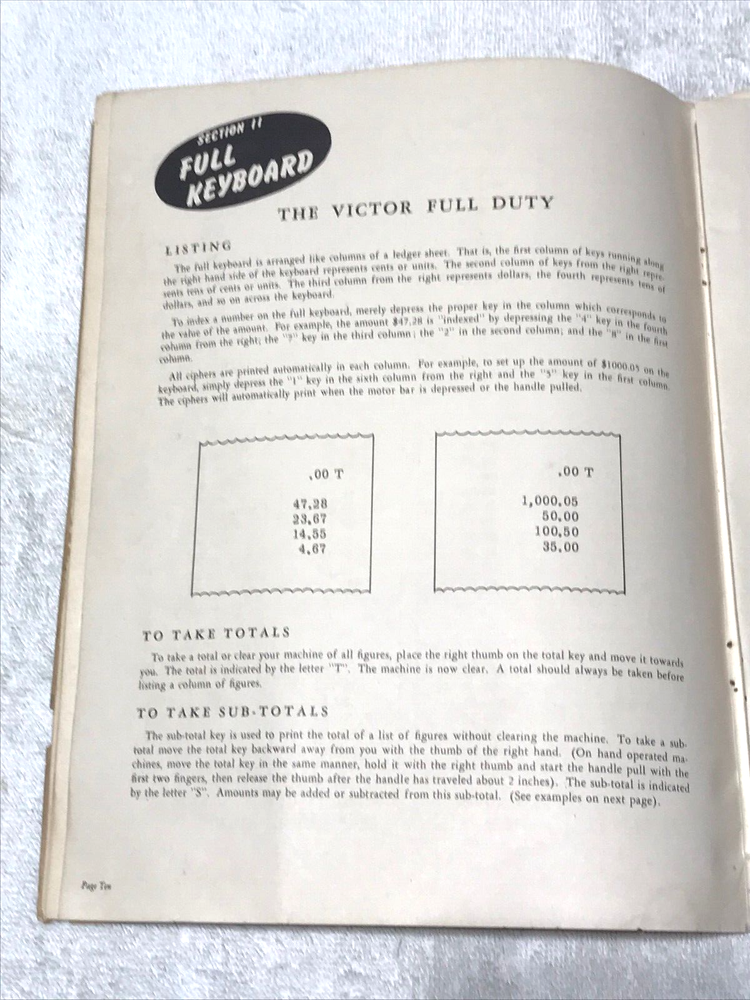 SECTION II
FULL
KEYBOARD
THE VICTOR FULL DUTY
LISTING
The full keyboard is arranged like columns of a ledger sheet. That is, the first column of keys running along
the right hand side of the keyboard represents cents or units. The second column of keys from the right repre-
sents tens of cents or units. The third column from the right represents dollars, the fourth represents tens of
dollars, and so on across the keyboard.
To index a number on the full keyboard, merely depress the proper key in the column which corresponds to
the value of the amount. For example, the amount $47.28 is "indexed" by depressing the "4" key in the fourth
column from the right; the "7" key in the third column; the "2" in the second column; and the "8" in the first
column.
All ciphers are printed automatically in each column. For example, to set up the amount of $1000.05 on the
keyboard, simply depress the "1" key in the sixth column from the right and the "5" key in the first column.
The ciphers will automatically print when the motor bar is depressed or the handle pulled.
.00 T
47.28
23.67
14.55
4.67
.00 T
1,000.05
50.00
100.50
35.00
TO TAKE TOTALS
To take a total or clear your machine of all figures, place the right thumb on the total key and move it towards
you. The total is indicated by the letter "T". The machine is now clear. A total should always be taken before
listing a column of figures.
TO TAKE SUB-TOTALS
The sub-total key is used to print the total of a list of figures without clearing the machine. To take a sub-
total move the total key backward away from you with the thumb of the right hand. (On hand operated ma-
chines, move the total key in the same manner, hold it with the right thumb and start the handle pull with the
first two fingers, then release the thumb after the handle has traveled about 2 inches). The sub-total is indicated
by the letter "S". Amounts may be added or subtracted from this sub-total. (See examples on next page).
Page Ten